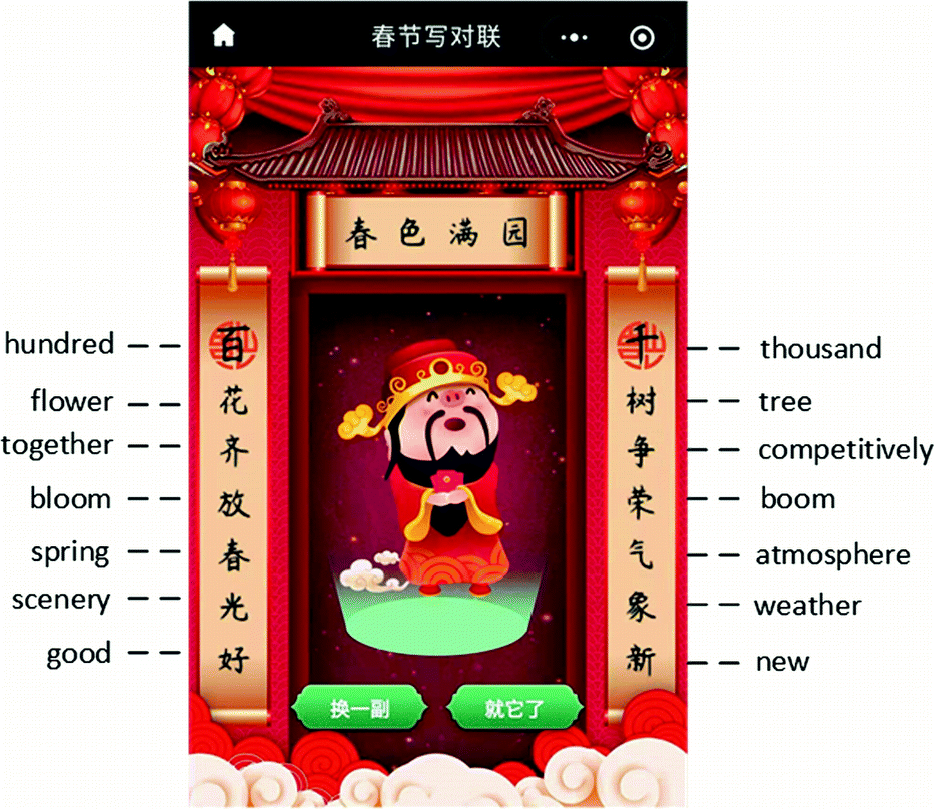 春节写对联
春色满园
hundred
flower
together
bloom
spring
scenery
good
百花齐放春光好
千树争荣气象新
thousand
tree
competitively
boom
atmosphere
weather
new
换一副
就它了